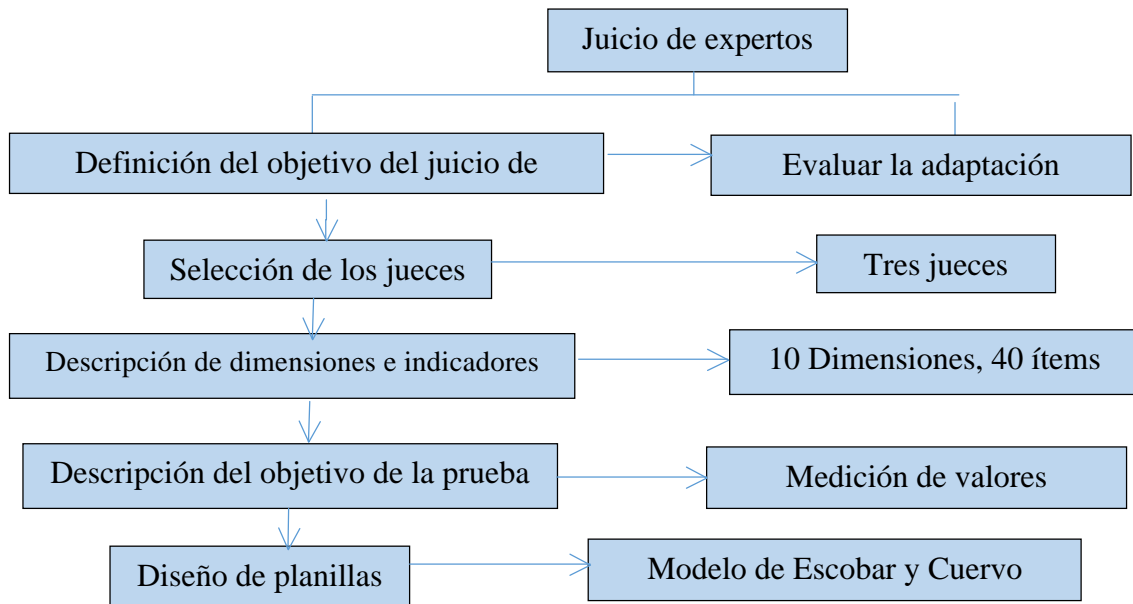 Juicio de expertos
Definición del objetivo del juicio de
Evaluar la adaptación
Selección de los jueces
Tres jueces
Descripción de dimensiones e indicadores
10 Dimensiones, 40 ítems
Descripción del objetivo de la prueba
Medición de valores
Diseño de planillas
Modelo de Escobar y Cuervo